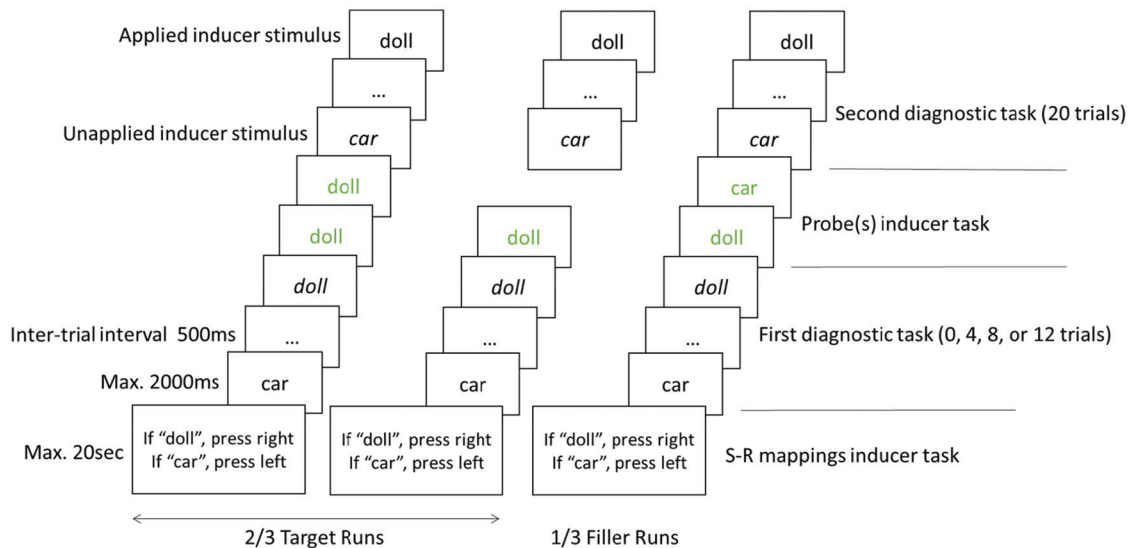 Applied inducer stimulus
doll
doll
doll
...
...
...
Unapplied inducer stimulus
car
car
car
Second diagnostic task (20 trials)
doll
car
doll
doll
doll
Probe(s) inducer task
doll
doll
doll
Inter-trial interval 500ms
...
...
...
First diagnostic task (0, 4, 8, or 12 trials)
Max. 2000ms
car
car
car
Max. 20sec
If “doll”, press right
If “car”, press left
If “doll”, press right
If “car”, press left
If “doll”, press right
If “car”, press left
S-R mappings inducer task
2/3 Target Runs
1/3 Filler Runs